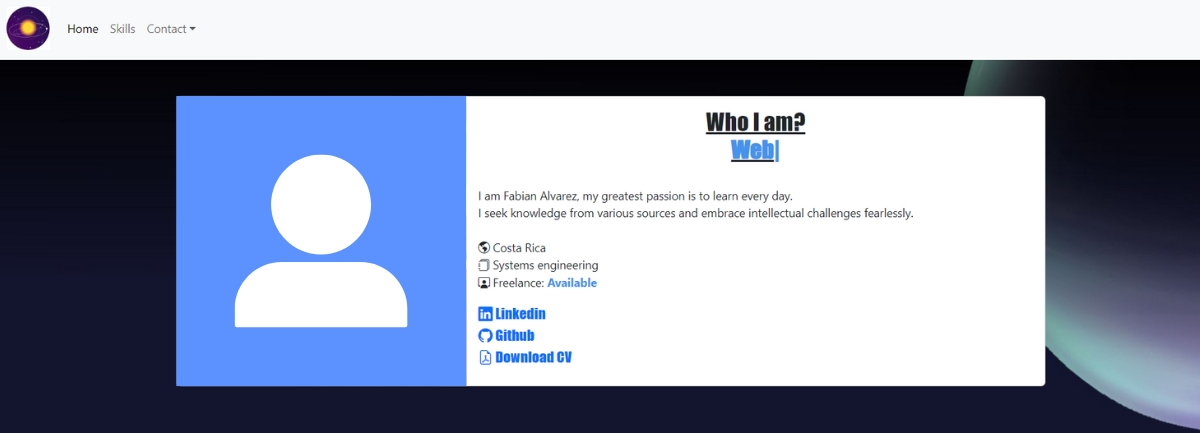 Home Skills Contact
Who I am?
Web|
I am Fabian Alvarez, my greatest passion is to learn every day.
I seek knowledge from various sources and embrace intellectual challenges fearlessly.
Costa Rica
Systems engineering
Freelance: Available
Linkedin
Github
Download CV